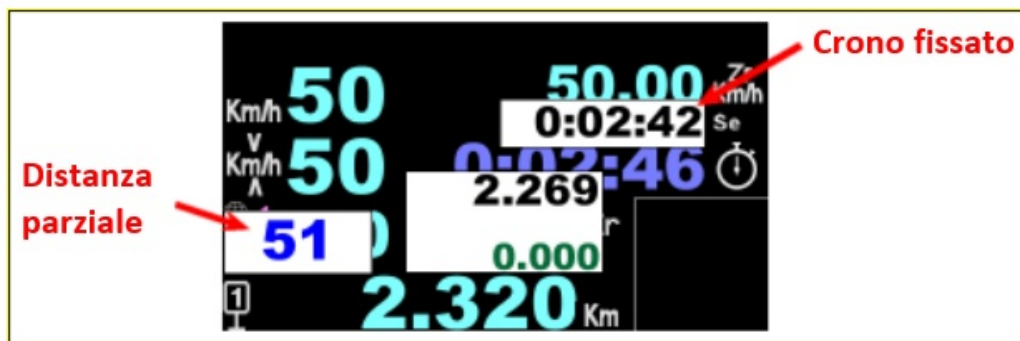 Crono fissato
50.00 Km/h
Km/h 50
0:02:42 Se
Km/h 50
0:02:46
Distanza
parziale
2.269
51
0.000
1
2.320 Km